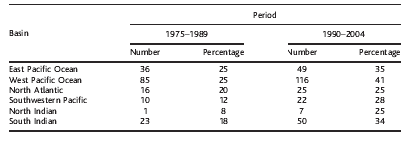 Period
Basin 1975–1989 1990–2004
Number Percentage Number Percentage
East Pacific Ocean 36 25 49 35
West Pacific Ocean 85 25 116 41
North Atlantic 16 20 25 25
Southwestern Pacific 10 12 22 28
North Indian 1 8 7 25
South Indian 23 18 50 34